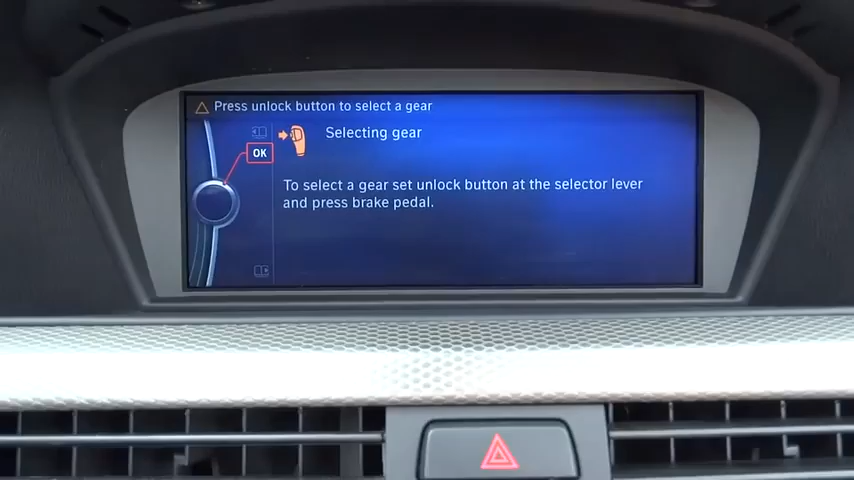 Press unlock button to select a gear
Selecting gear
OK
To select a gear set unlock button at the selector lever
and press brake pedal.